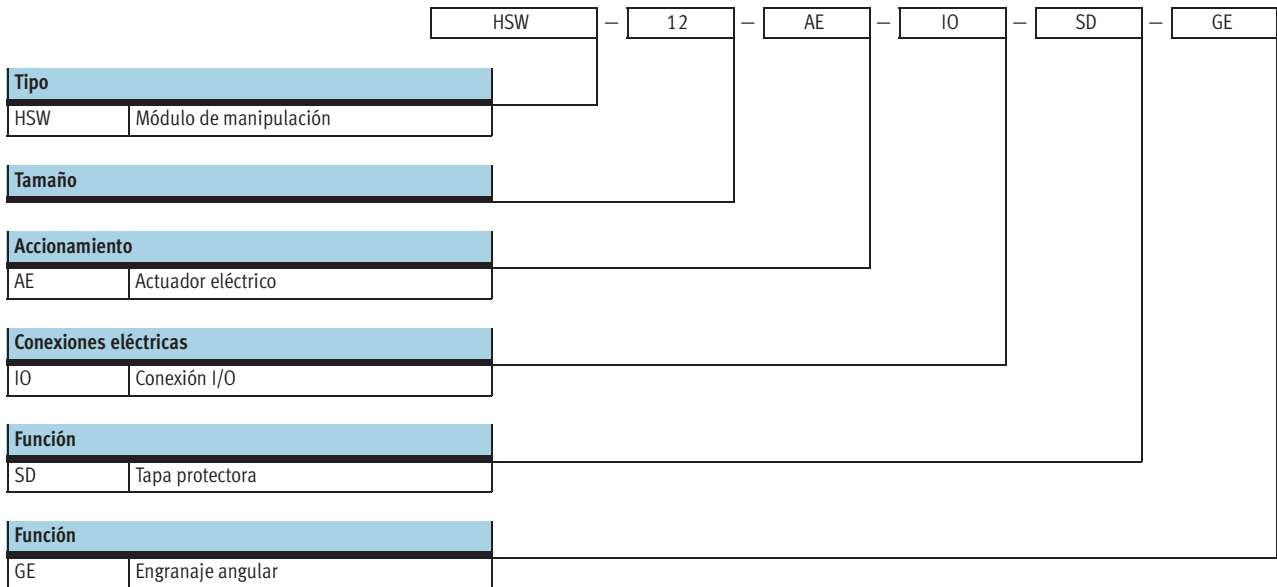 HSW — 12 — AE — IO — SD — GE
Tipo
HSW Módulo de manipulación
Tamaño
Accionamiento
AE Actuador eléctrico
Conexiones eléctricas
IO Conexión I/O
Función
SD Tapa protectora
Función
GE Engranaje angular